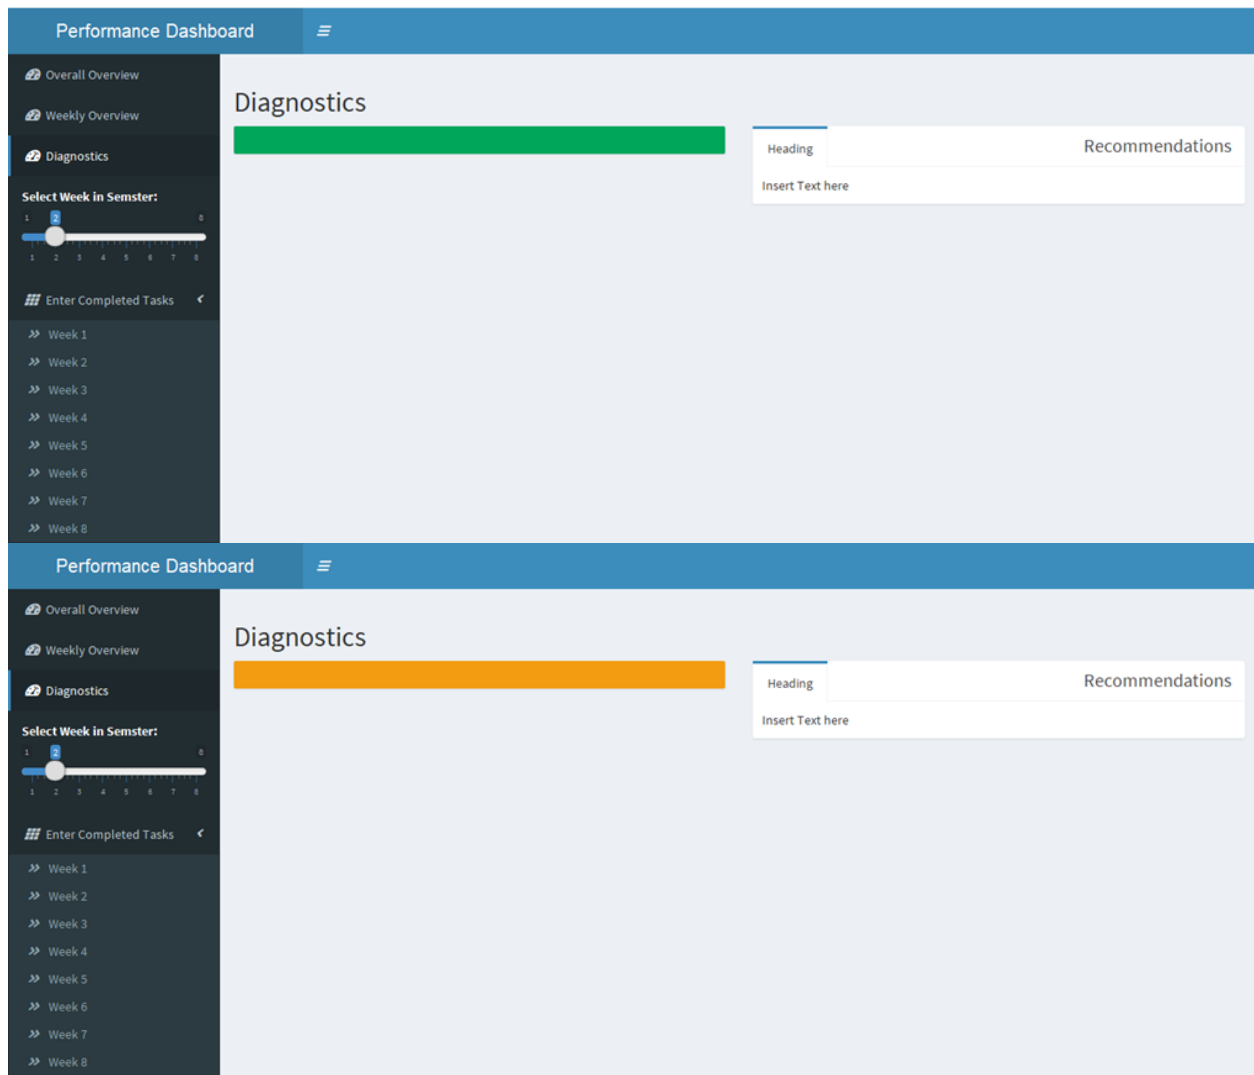 Performance Dashboard
Overall Overview
Weekly Overview
Diagnostics
Select Week in Semster:
1 2 8
1 2 3 4 5 6 7 8
Enter Completed Tasks
Week 1
Week 2
Week 3
Week 4
Week 5
Week 6
Week 7
Week 8
Diagnostics
Heading
Recommendations
Insert Text here
Performance Dashboard
Overall Overview
Weekly Overview
Diagnostics
Select Week in Semster:
1 2 8
1 2 3 4 5 6 7 8
Enter Completed Tasks
Week 1
Week 2
Week 3
Week 4
Week 5
Week 6
Week 7
Week 8
Diagnostics
Heading
Recommendations
Insert Text here